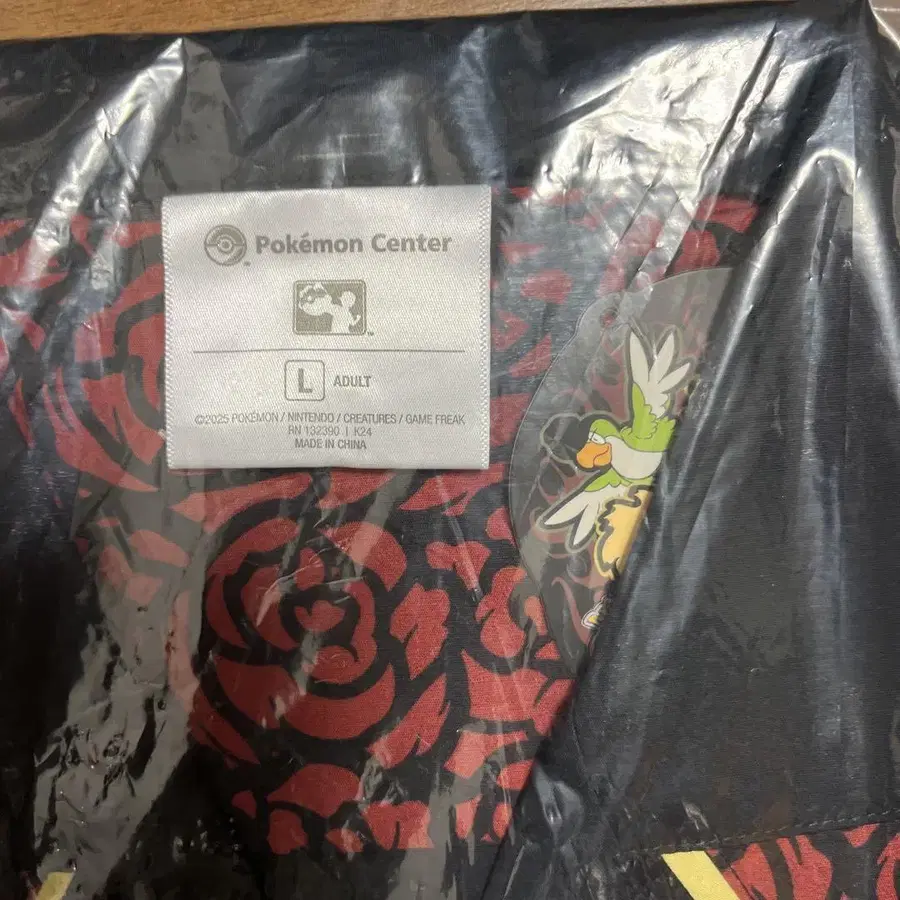 Pokémon Center
L ADULT
©2025 POKÉMON / NINTENDO / CREATURES / GAME FREAK
RN 132390 | K24
MADE IN CHINA